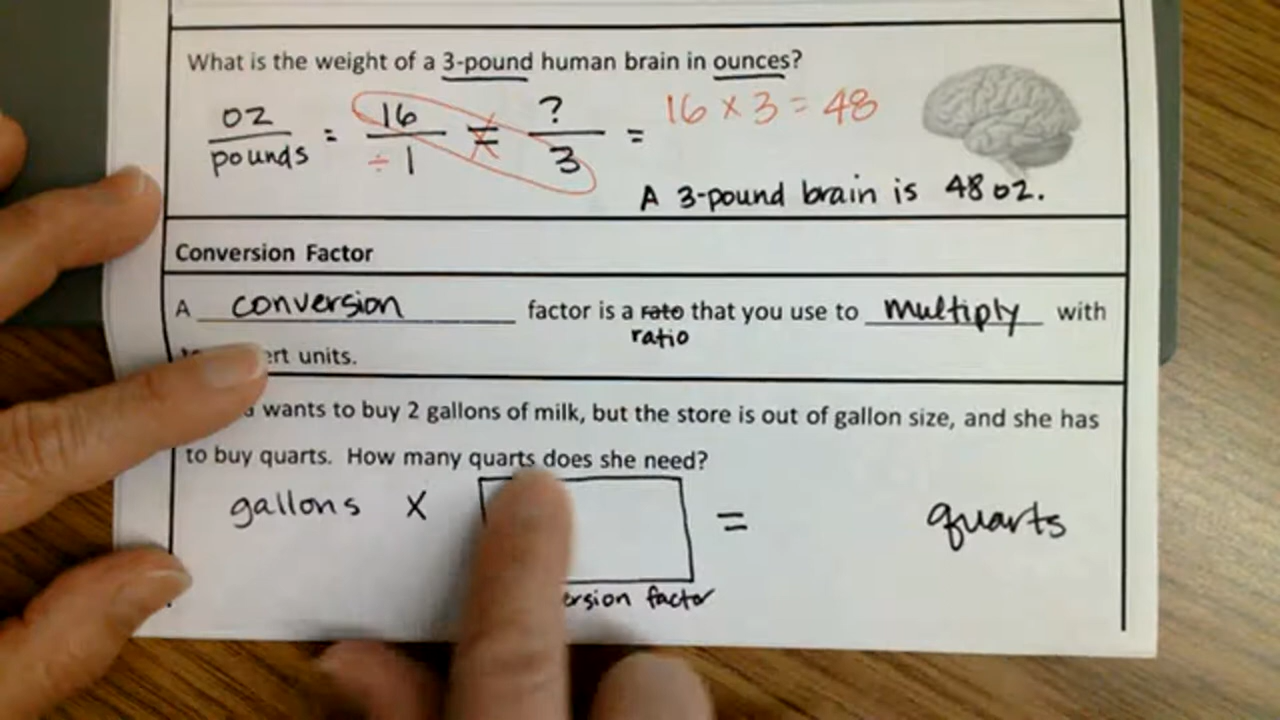 What is the weight of a 3-pound human brain in ounces?
oz / pounds = 16 / ÷ 1 = ? / 3 = 16 × 3 = 48
A 3-pound brain is 48 oz.
Conversion Factor
A conversion factor is a rate that you use to multiply with
ratio
units.
wants to buy 2 gallons of milk, but the store is out of gallon size, and she has
to buy quarts. How many quarts does she need?
gallons × = quarts
factor